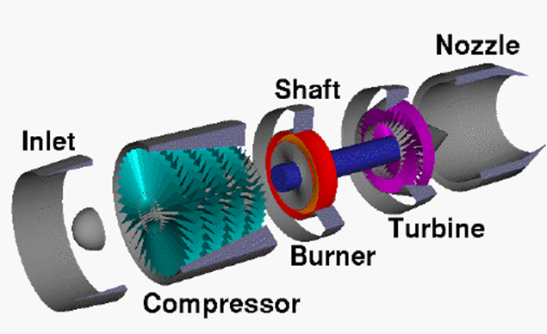 Nozzle
Shaft
Inlet
Turbine
Burner
Compressor